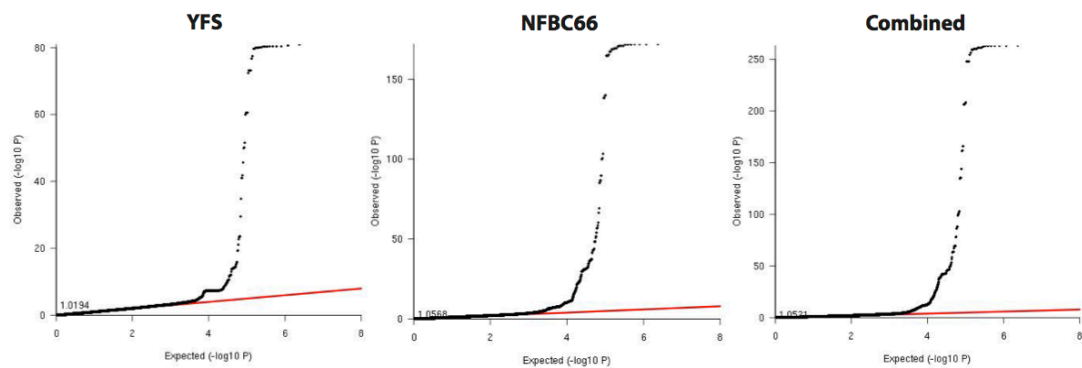 YFS
80
60
40
20
0
Observed (-log10 P)
1.0194
0 2 4 6 8
Expected (-log10 P)
NFBC66
150
100
50
0
Observed (-log10 P)
1.0568
0 2 4 6 8
Expected (-log10 P)
Combined
250
200
150
100
50
0
Observed (-log10 P)
1.0531
0 2 4 6 8
Expected (-log10 P)